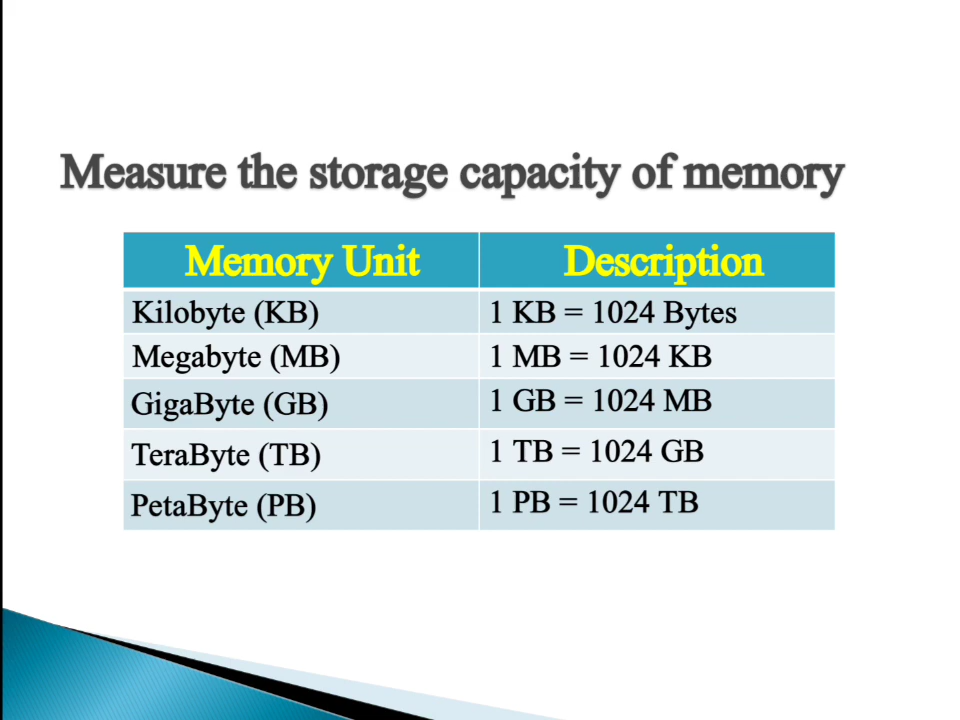 Measure the storage capacity of memory
Memory Unit Description
Kilobyte (KB) 1 KB = 1024 Bytes
Megabyte (MB) 1 MB = 1024 KB
GigaByte (GB) 1 GB = 1024 MB
TeraByte (TB) 1 TB = 1024 GB
PetaByte (PB) 1 PB = 1024 TB